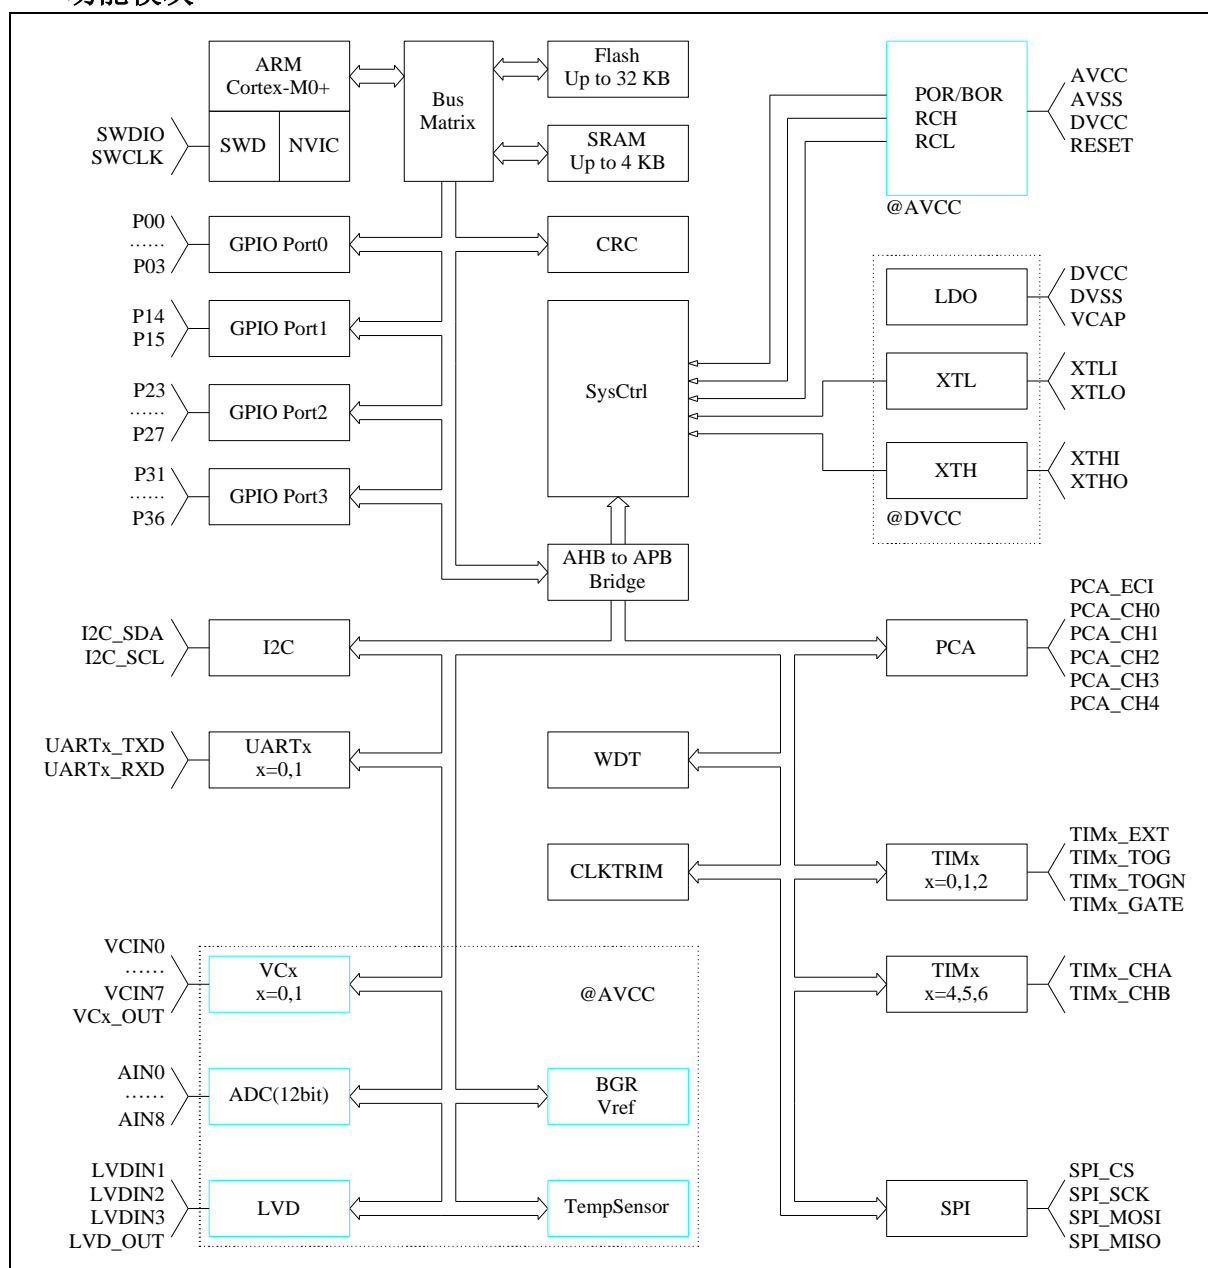 功能模块
ARM
Cortex-M0+
SWD
NVIC
SWDIO
SWCLK
Bus
Matrix
Flash
Up to 32 KB
SRAM
Up to 4 KB
POR/BOR
RCH
RCL
@AVCC
AVCC
AVSS
DVCC
RESET
P00
……
P03
GPIO Port0
CRC
P14
P15
GPIO Port1
P23
……
P27
GPIO Port2
P31
……
P36
GPIO Port3
SysCtrl
LDO
DVCC
DVSS
VCAP
XTL
XTLI
XTLO
XTH
XTHI
XTHO
@DVCC
AHB to APB
Bridge
I2C_SDA
I2C_SCL
I2C
PCA
PCA_ECI
PCA_CH0
PCA_CH1
PCA_CH2
PCA_CH3
PCA_CH4
UARTx_TXD
UARTx_RXD
UARTx
x=0,1
WDT
CLKTRIM
TIMx
x=0,1,2
TIMx_EXT
TIMx_TOG
TIMx_TOGN
TIMx_GATE
VCIN0
……
VCIN7
VCx_OUT
VCx
x=0,1
@AVCC
TIMx
x=4,5,6
TIMx_CHA
TIMx_CHB
AIN0
……
AIN8
ADC(12bit)
BGR
Vref
LVDIN1
LVDIN2
LVDIN3
LVD_OUT
LVD
TempSensor
SPI
SPI_CS
SPI_SCK
SPI_MOSI
SPI_MISO